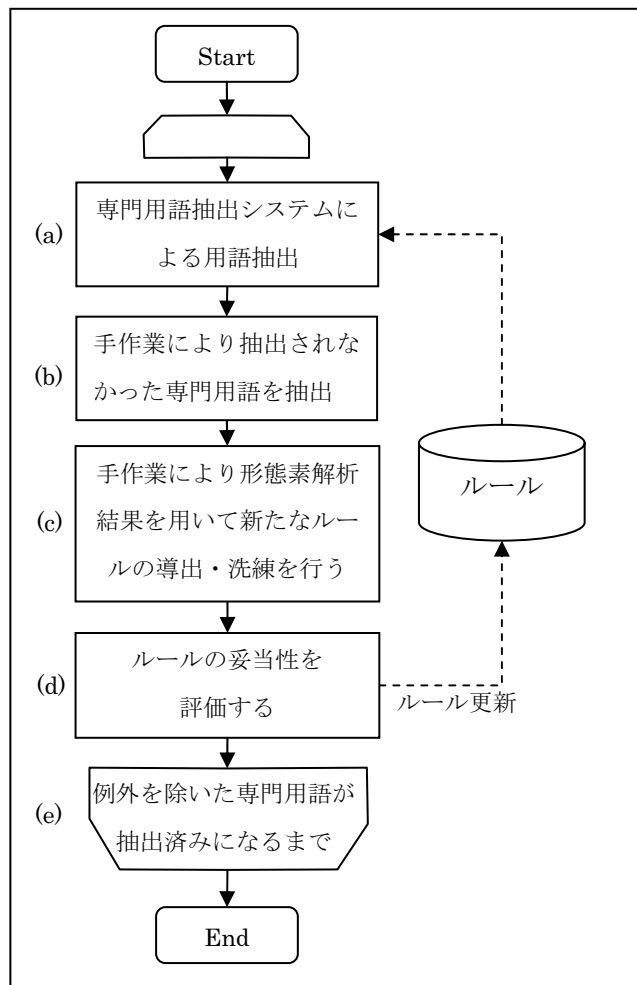 Start
(a)
専門用語抽出システムに
よる用語抽出
(b)
手作業により抽出されな
かった専門用語を抽出
(c)
手作業により形態素解析
結果を用いて新たなルー
ルの導出・洗練を行う
ルール
(d)
ルールの妥当性を
評価する
ルール更新
(e)
例外を除いた専門用語が
抽出済みになるまで
End